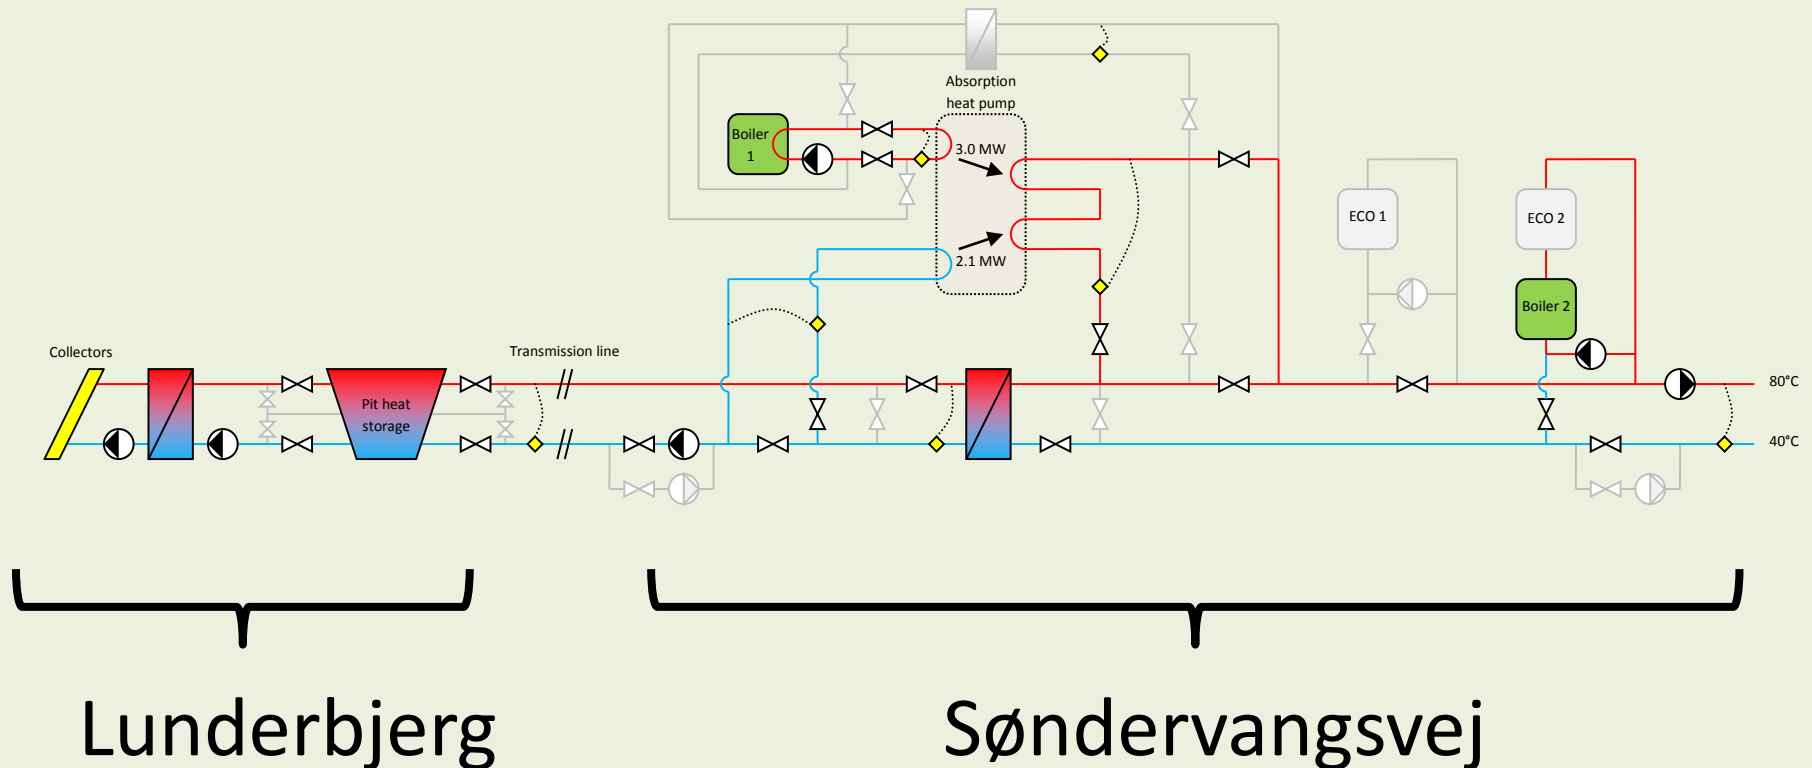 Absorption
heat pump
Boiler
1
3.0 MW
2.1 MW
ECO 1
ECO 2
Boiler 2
Collectors
Transmission line
Pit heat
storage
80°C
40°C
Lunderbjerg
Søndervangsvej